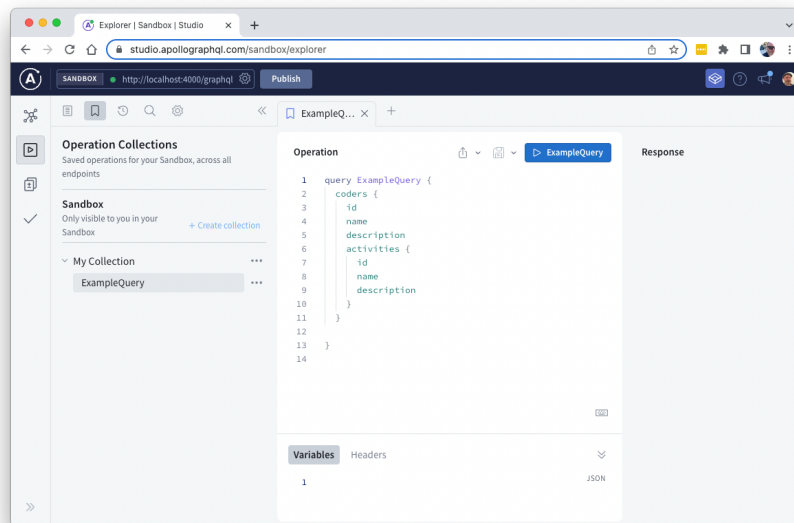 Explorer | Sandbox | Studio
studio.apollographql.com/sandbox/explorer
SANDBOX
http://localhost:4000/graphql
Publish
ExampleQ...
Operation Collections
Saved operations for your Sandbox, across all
endpoints
Sandbox
Only visible to you in your
Sandbox
+ Create collection
My Collection
ExampleQuery
Operation
ExampleQuery
1 query ExampleQuery {
2 coders {
3 id
4 name
5 description
6 activities {
7 id
8 name
9 description
10 }
11 }
12
13 }
14
Variables
Headers
1
JSON
Response